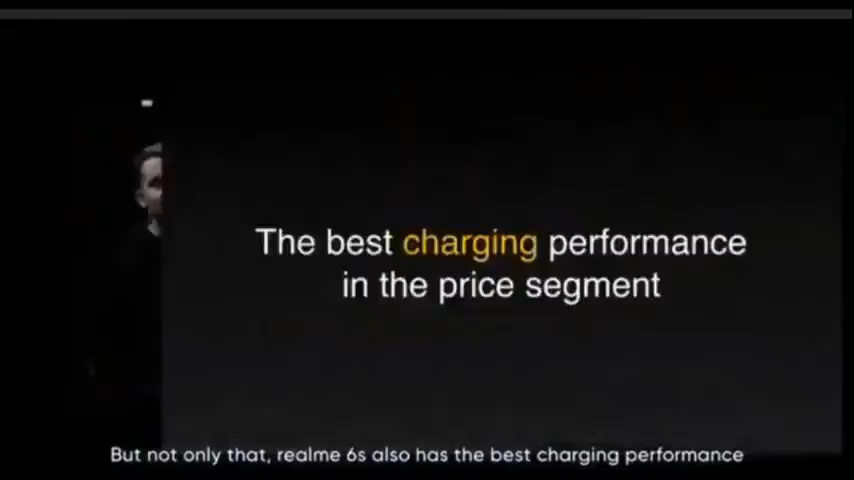 The best charging performance
in the price segment
But not only that, realme 6s also has the best charging performance